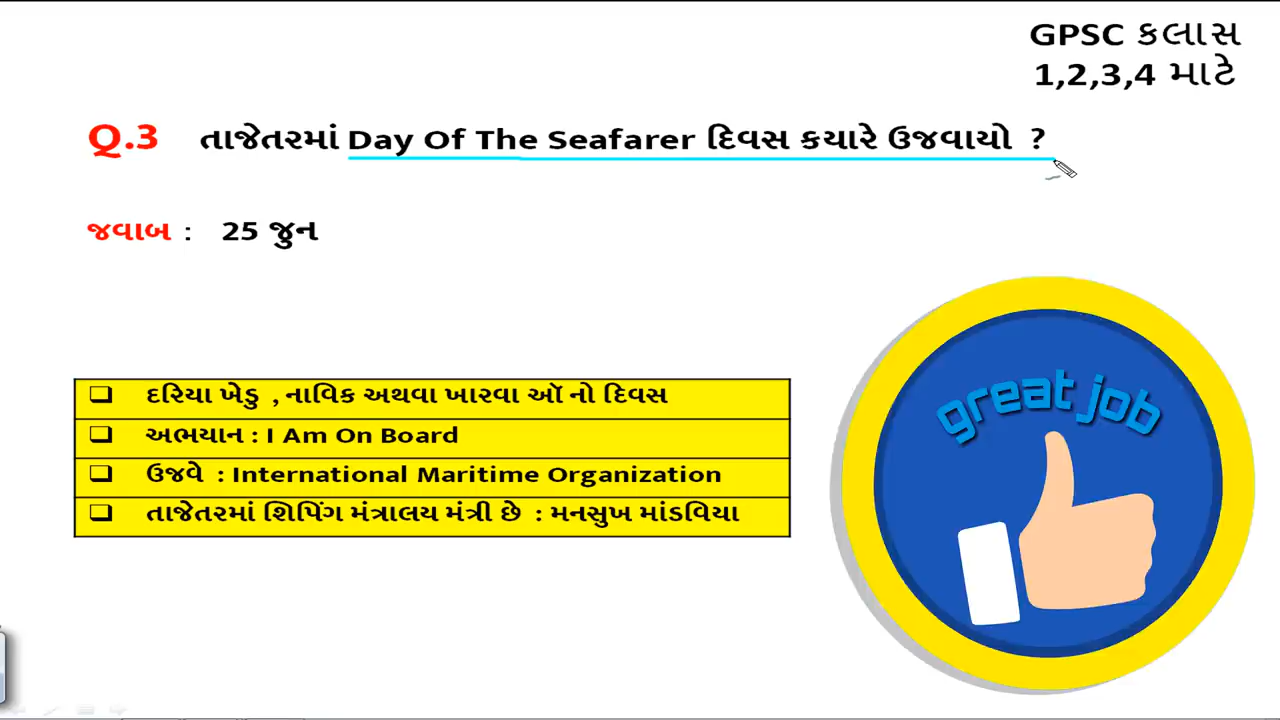 GPSC કલાસ
1,2,3,4 માટે
Q.3 તાજેતરમાં Day Of The Seafarer દિવસ કયારે ઉજવાયો ?
જવાબ : 25 જુન
દરિયા ખેડુ , નાવિક અથવા ખારવા ઑ નો દિવસ
અભયાન : I Am On Board
ઉજવે : International Maritime Organization
તાજેતરમાં શિપિંગ મંત્રાલય મંત્રી છે : મનસુખ માંડવિયા
great job